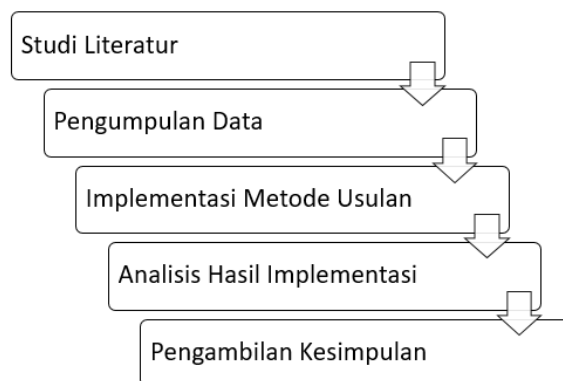 Studi Literatur
Pengumpulan Data
Implementasi Metode Usulan
Analisis Hasil Implementasi
Pengambilan Kesimpulan